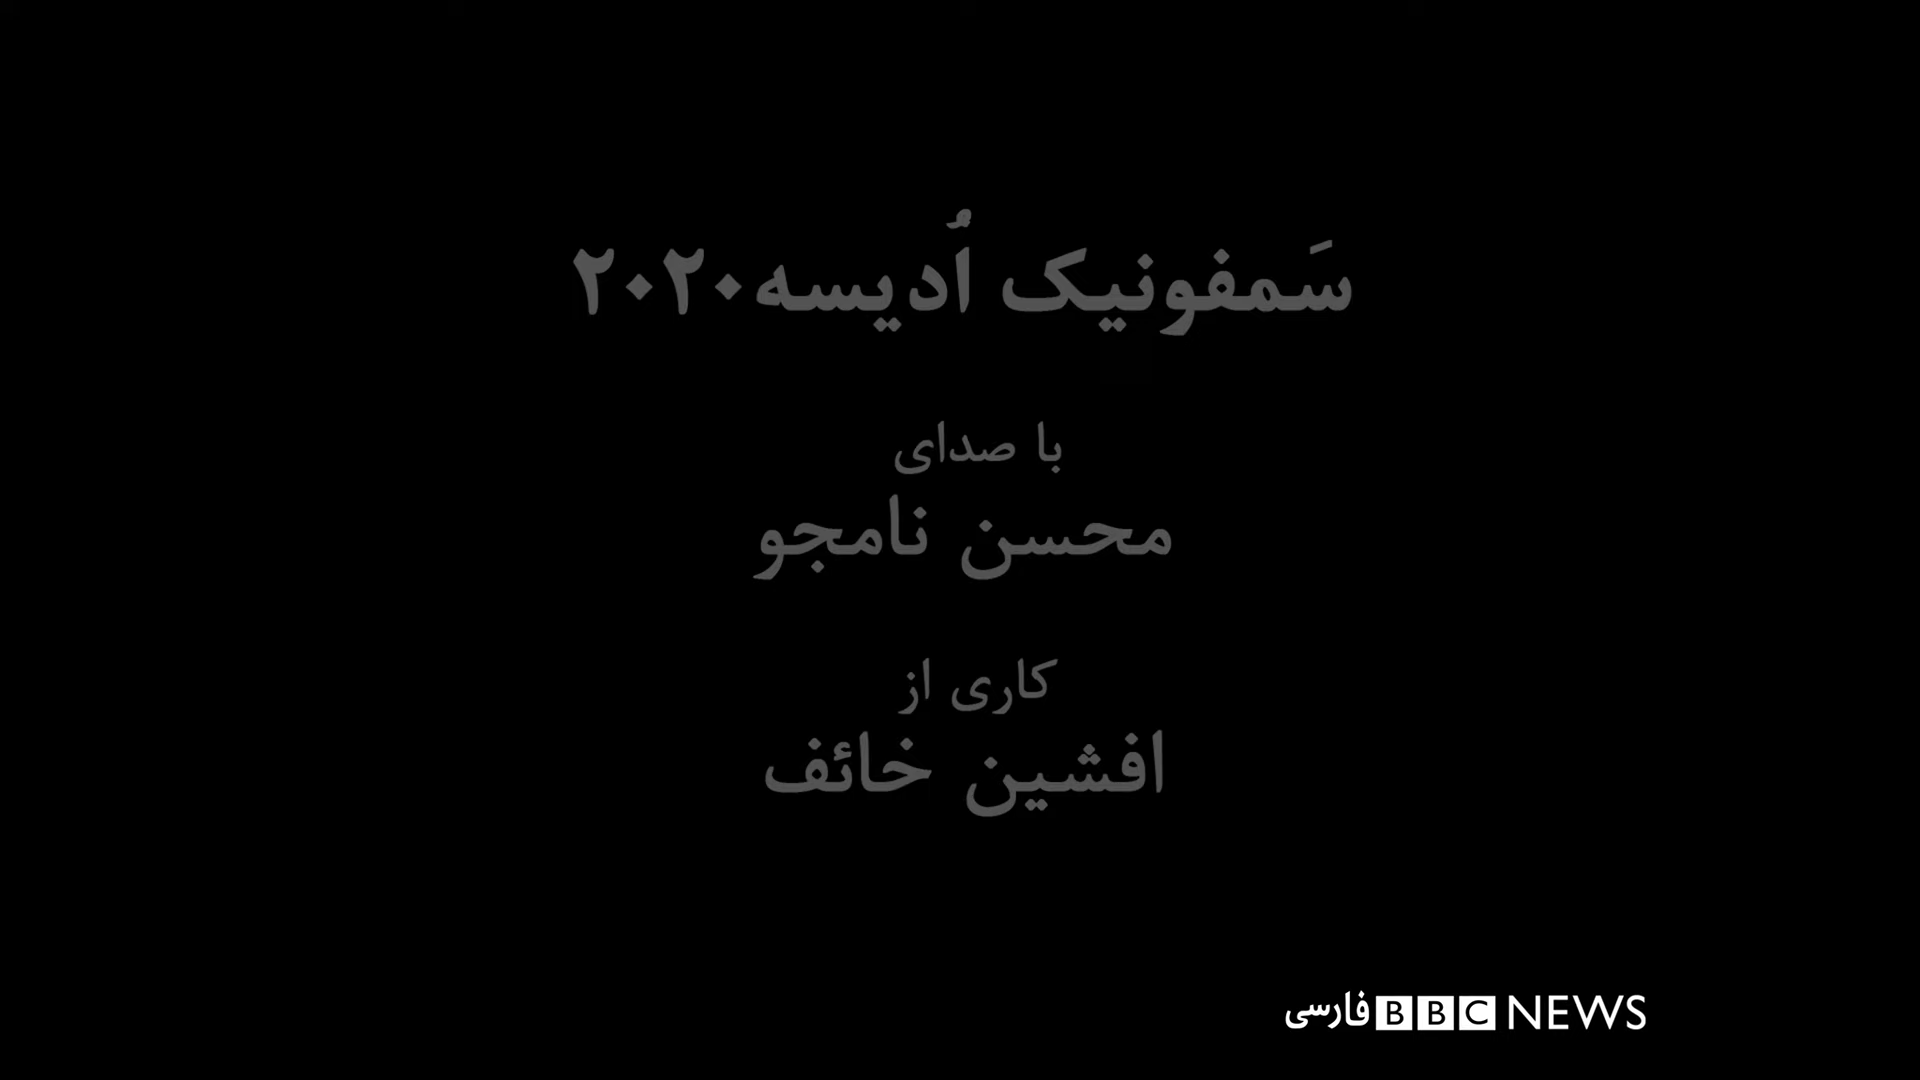 سَمفونیک اُدیسه۲۰۲۰
با صدای
محسن نامجو
کاری از
افشین خائف
BBC NEWS فارسی